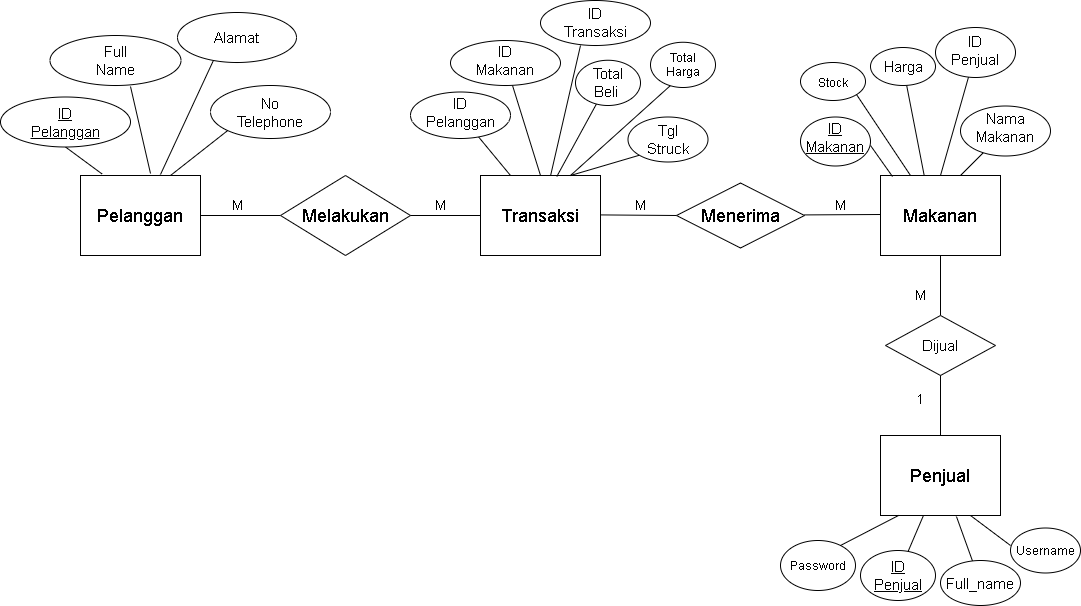 Full
Name
Alamat
ID
Pelanggan
No
Telephone
ID
Transaksi
ID
Makanan
Total
Beli
Total
Harga
ID
Pelanggan
Tgl
Struck
Stock
Harga
ID
Penjual
ID
Makanan
Nama
Makanan
Pelanggan
M
Melakukan
M
Transaksi
M
Menerima
M
Makanan
M
Dijual
1
Penjual
Password
ID
Penjual
Full_name
Username